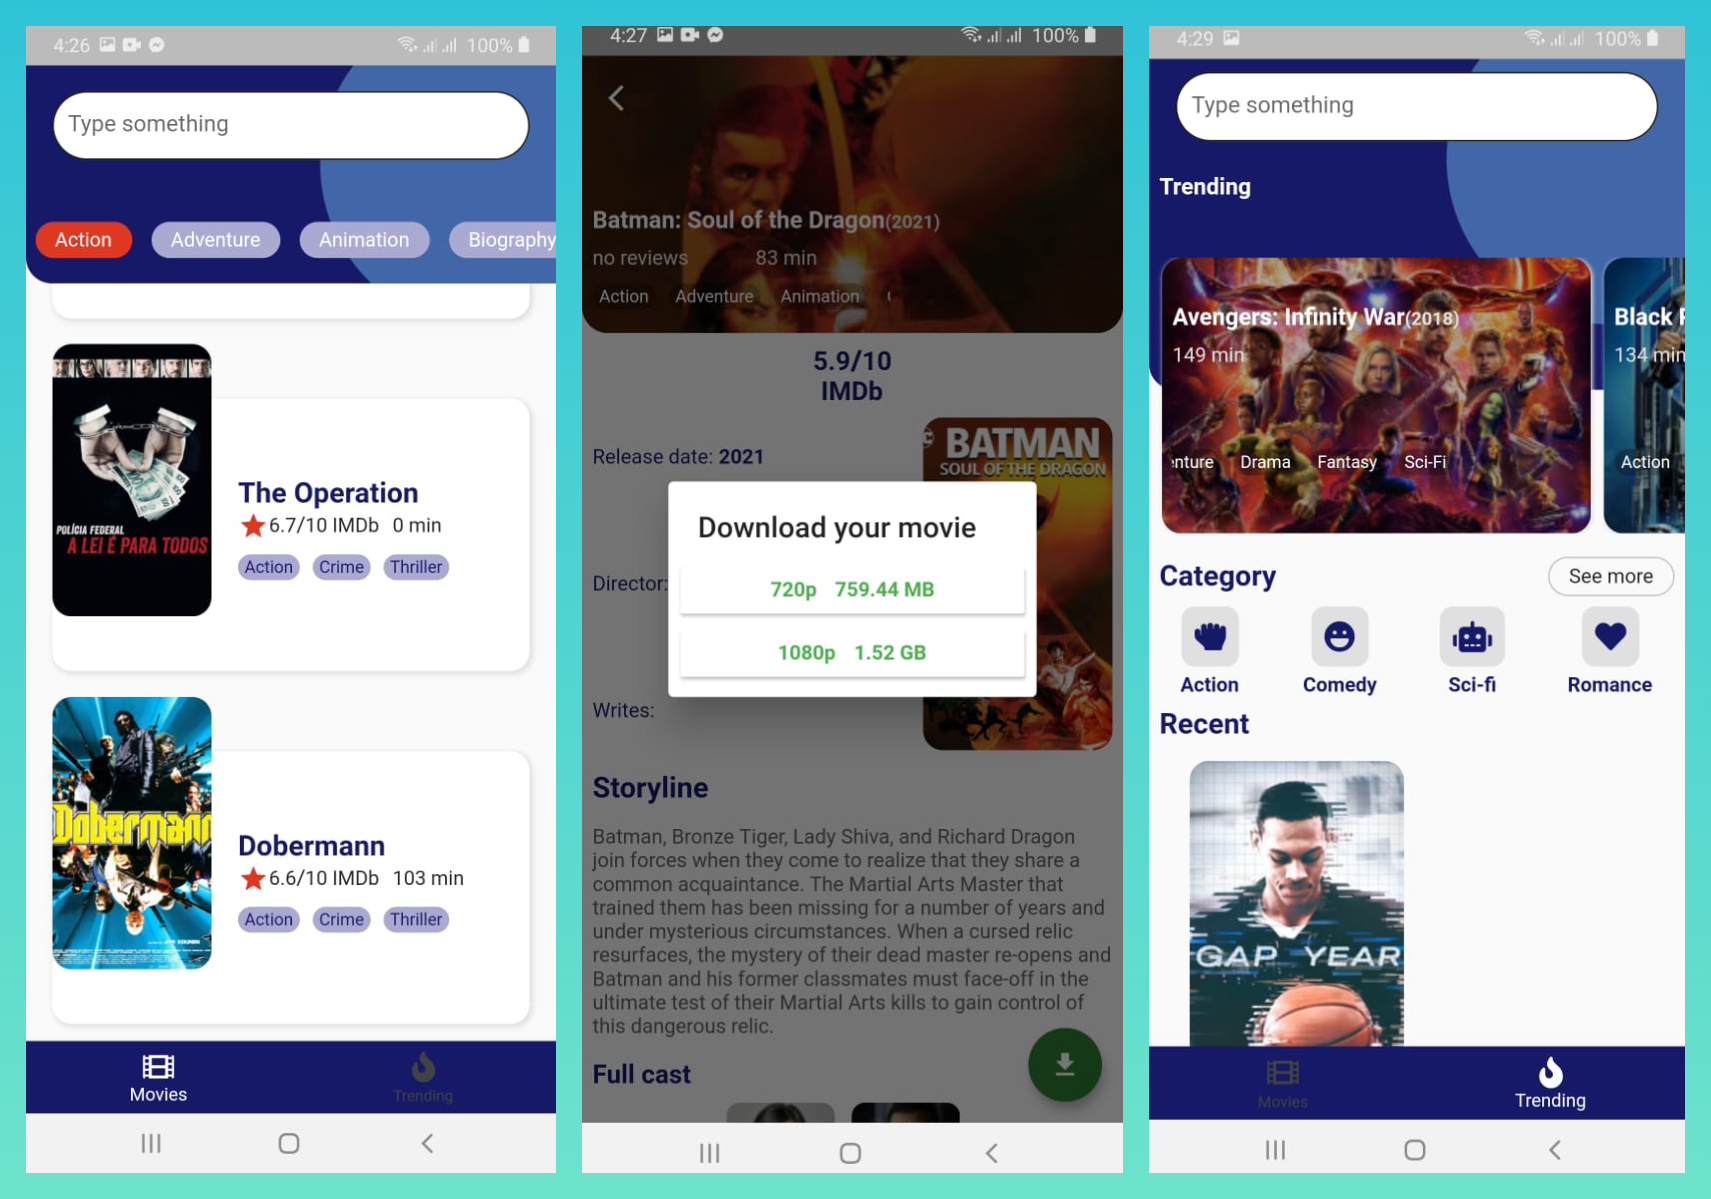 4:26
100%
Type something
Action
Adventure
Animation
Biography
POLÍCIA FEDERAL
A LEI É PARA TODOS
The Operation
6.7/10 IMDb 0 min
Action
Crime
Thriller
Dobermann
Dobermann
6.6/10 IMDb 103 min
Action
Crime
Thriller
Movies
Trending
4:27
100%
Batman: Soul of the Dragon(2021)
no reviews 83 min
Action
Adventure
Animation
5.9/10
IMDb
Release date: 2021
BATMAN
SOUL OF THE DRAGON
Director:
Writes:
Download your movie
720p 759.44 MB
1080p 1.52 GB
Storyline
Batman, Bronze Tiger, Lady Shiva, and Richard Dragon
join forces when they come to realize that they share a
common acquaintance. The Martial Arts Master that
trained them has been missing for a number of years and
under mysterious circumstances. When a cursed relic
resurfaces, the mystery of their dead master re-opens and
Batman and his former classmates must face-off in the
ultimate test of their Martial Arts kills to gain control of
this dangerous relic.
Full cast
4:29
100%
Type something
Trending
Avengers: Infinity War(2018)
149 min
enture
Drama
Fantasy
Sci-Fi
Black
134 min
Action
Category
See more
Action
Comedy
Sci-fi
Romance
Recent
GAP YEAR
Movies
Trending